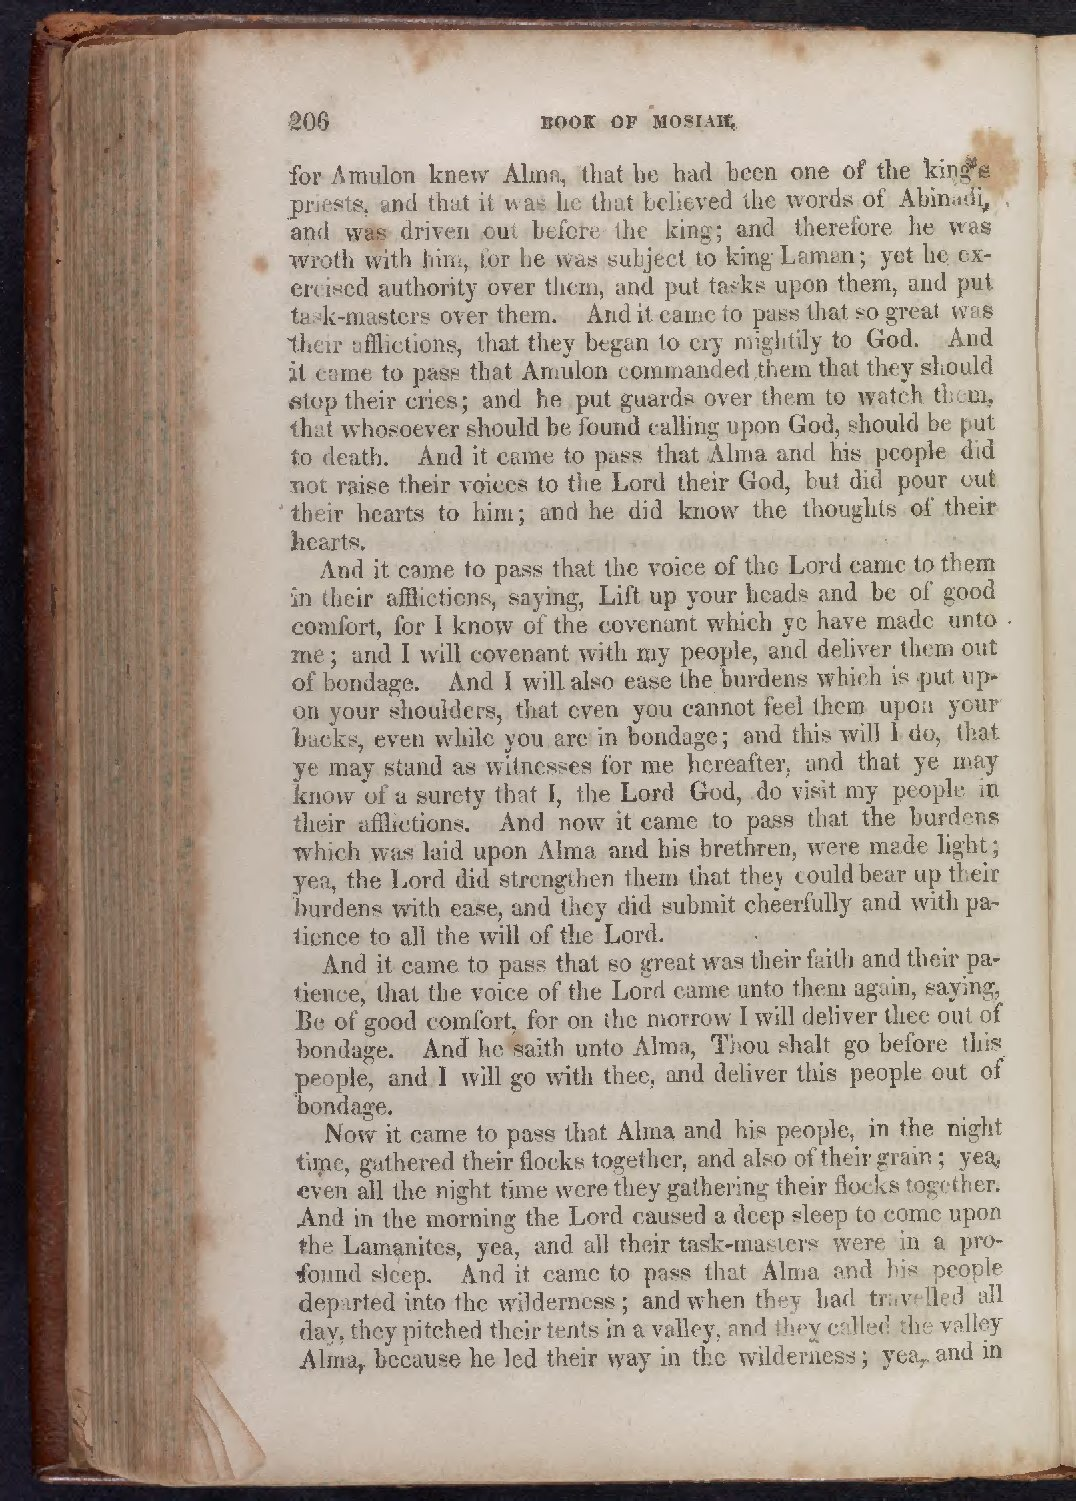 206 BOOK OF MOSIAH.
for Amulon knew Alma, that he had been one of the king's
priests, and that it was he that believed the words of Abinadi,
and was driven out before the king; and therefore he was
wroth with him, for he was subject to king Laman; yet he ex-
ercised authority over them, and put tasks upon them, and put
task-masters over them. And it came to pass that so great was
their afflictions, that they began to cry mightily to God. And
it came to pass that Amulon commanded them that they should
stop their cries; and he put guards over them to watch them,
that whosoever should be found calling upon God, should be put
to death. And it came to pass that Alma and his people did
not raise their voices to the Lord their God, but did pour out
their hearts to him; and he did know the thoughts of their
hearts.
And it came to pass that the voice of the Lord came to them
in their afflictions, saying, Lift up your heads and be of good
comfort, for I know of the covenant which ye have made unto
me; and I will covenant with my people, and deliver them out
of bondage. And I will also ease the burdens which is put up-
on your shoulders, that even you cannot feel them upon your
backs, even while you are in bondage; and this will I do, that
ye may stand as witnesses for me hereafter, and that ye may
know of a surety that I, the Lord God, do visit my people in
their afflictions. And now it came to pass that the burdens
which was laid upon Alma and his brethren, were made light;
yea, the Lord did strengthen them that they could bear up their
burdens with ease, and they did submit cheerfully and with pa-
tience to all the will of the Lord.
And it came to pass that so great was their faith and their pa-
tience, that the voice of the Lord came unto them again, saying,
Be of good comfort, for on the morrow I will deliver thee out of
bondage. And he saith unto Alma, Thou shalt go before this
people, and I will go with thee, and deliver this people out of
bondage.
Now it came to pass that Alma and his people, in the night
time, gathered their flocks together, and also of their grain; yea,
even all the night time were they gathering their flocks together.
And in the morning the Lord caused a deep sleep to come upon
the Lamanites, yea, and all their task-masters were in a pro-
found sleep. And it came to pass that Alma and his people
departed into the wilderness; and when they had travelled all
day, they pitched their tents in a valley, and they called the valley
Alma, because he led their way in the wilderness; yea, and in